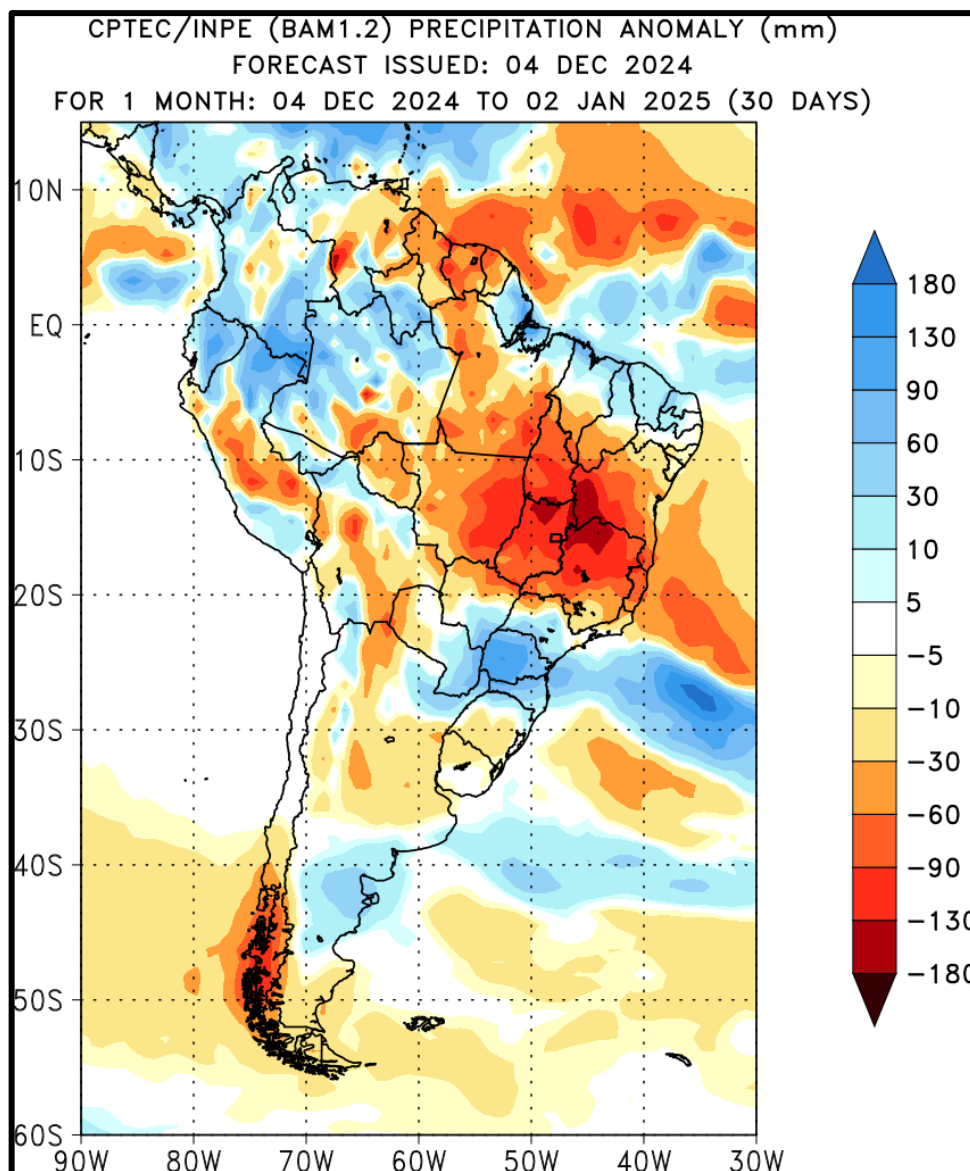 CPTEC/INPE (BAM1.2) PRECIPITATION ANOMALY (mm)
FORECAST ISSUED: 04 DEC 2024
FOR 1 MONTH: 04 DEC 2024 TO 02 JAN 2025 (30 DAYS)
10N
EQ
10S
20S
30S
40S
50S
60S
90W 80W 70W 60W 50W 40W 30W
180
130
90
60
30
10
5
−5
−10
−30
−60
−90
−130
−180